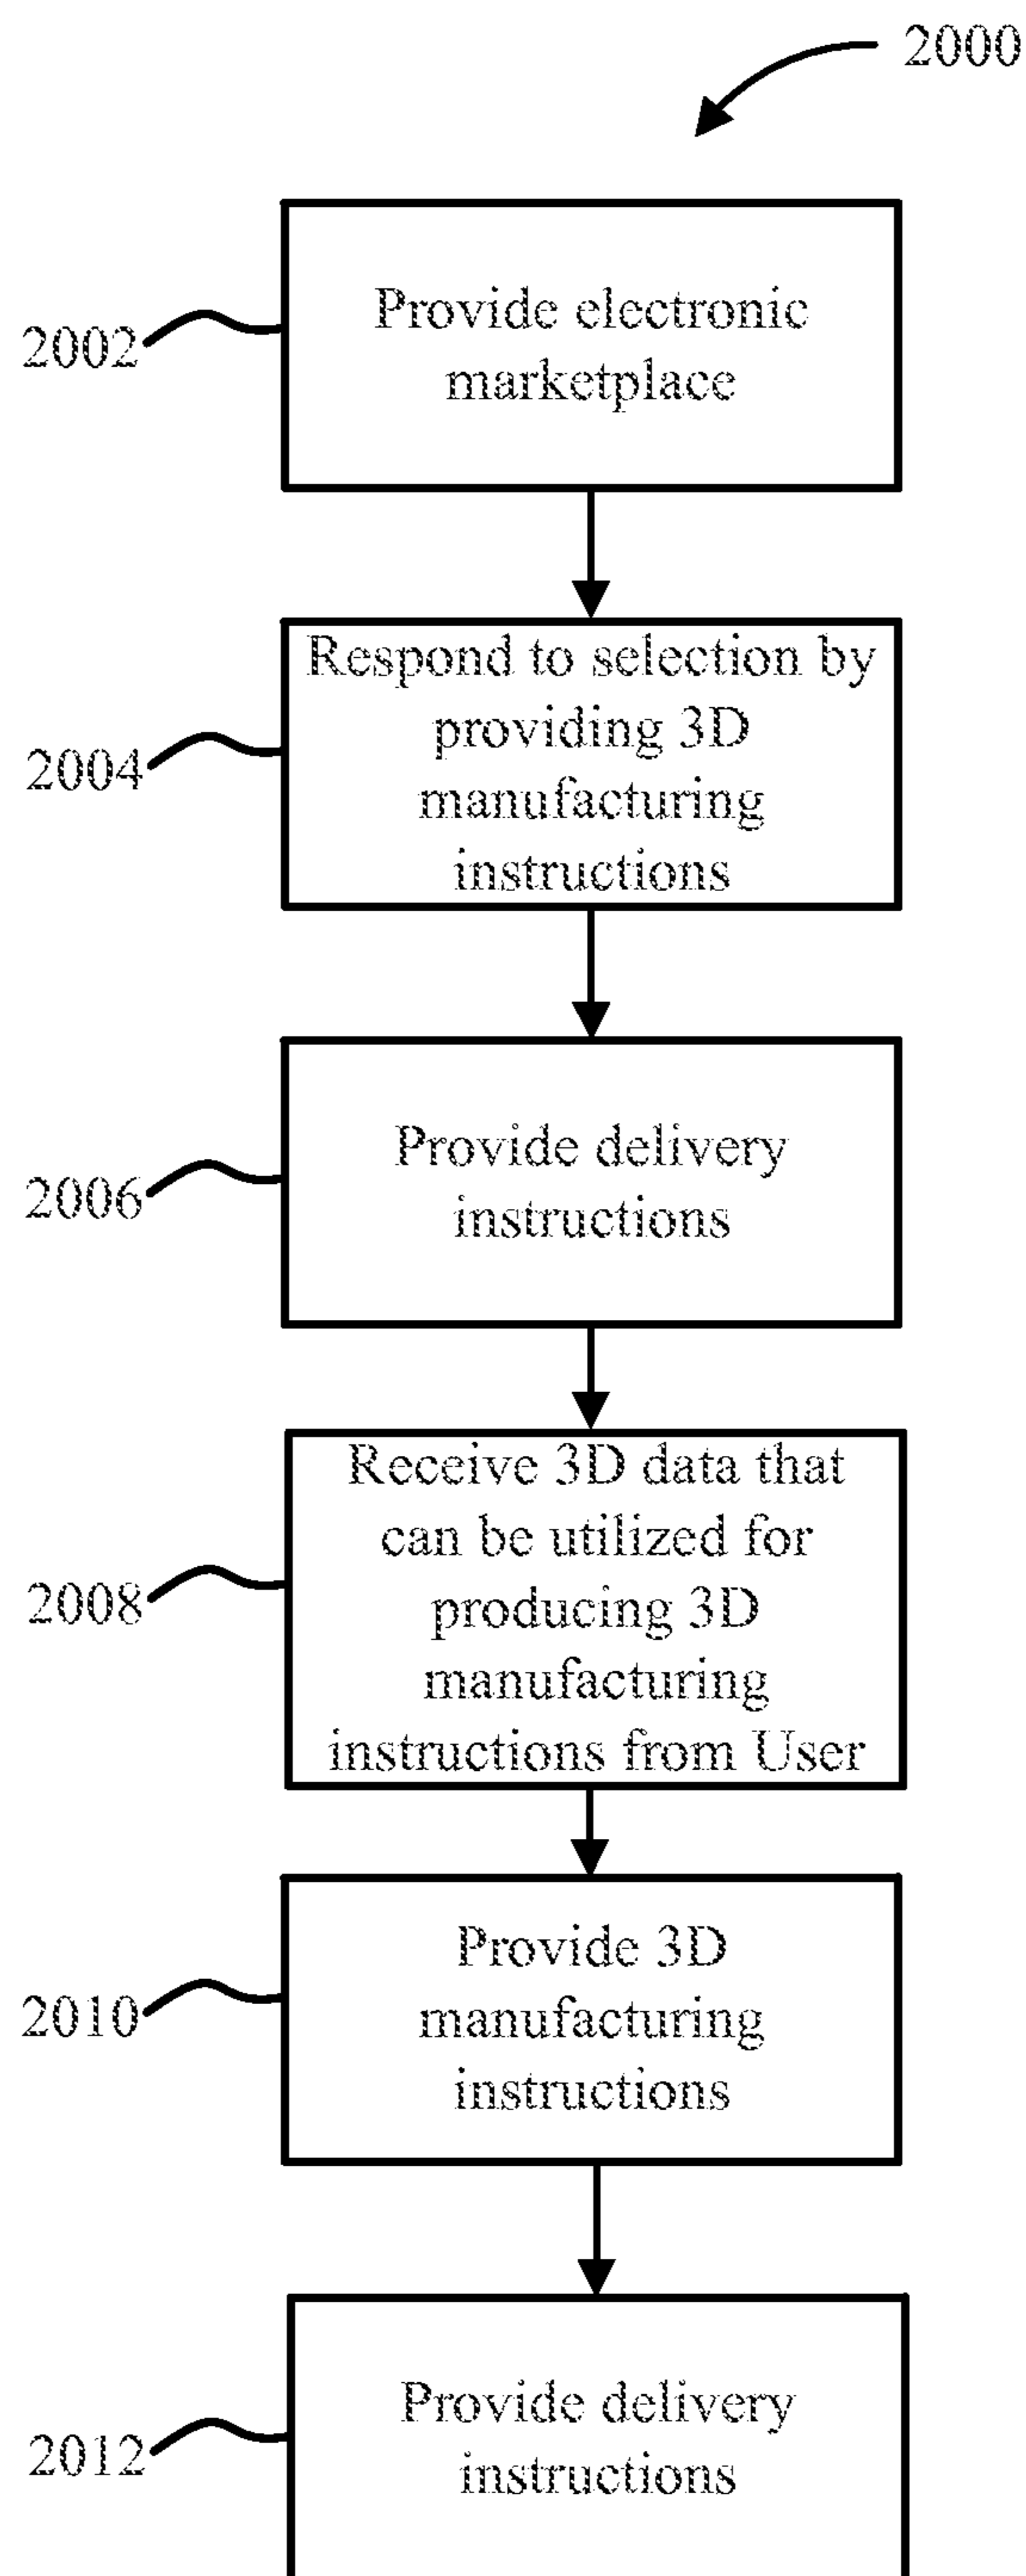 2000
Provide electronic
marketplace
2002
Respond to selection by
providing 3D
manufacturing
instructions
2004
Provide delivery
instructions
2006
Receive 3D data that
can be utilized for
producing 3D
manufacturing
instructions from User
2008
Provide 3D
manufacturing
instructions
2010
Provide delivery
instructions
2012